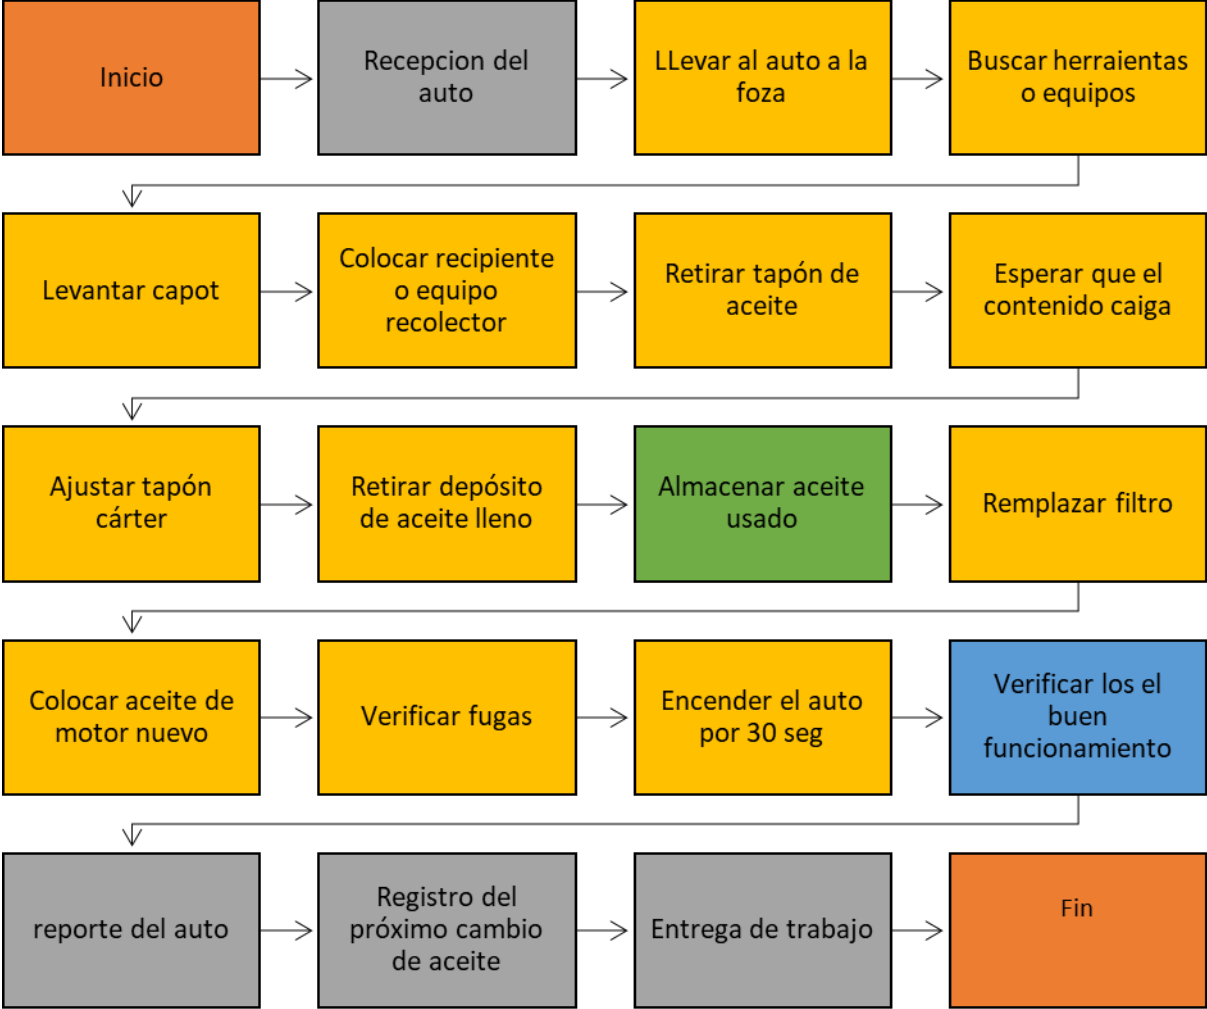 Inicio
Recepcion del
auto
LLevar al auto a la
foza
Buscar herraientas
o equipos
Levantar capot
Colocar recipiente
o equipo
recolector
Retirar tapón de
aceite
Esperar que el
contenido caiga
Ajustar tapón
cárter
Retirar depósito
de aceite lleno
Almacenar aceite
usado
Remplazar filtro
Colocar aceite de
motor nuevo
Verificar fugas
Encender el auto
por 30 seg
Verificar los el
buen
funcionamiento
reporte del auto
Registro del
próximo cambio
de aceite
Entrega de trabajo
Fin